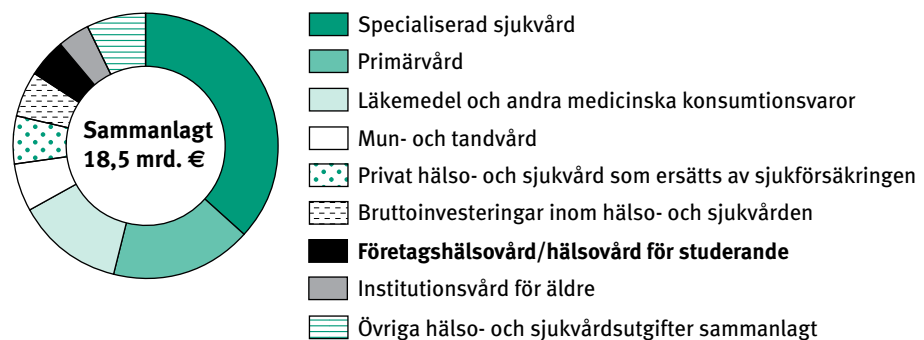 Sammanlagt
18,5 mrd. €
Specialiserad sjukvård
Primärvård
Läkemedel och andra medicinska konsumtionsvaror
Mun- och tandvård
Privat hälso- och sjukvård som ersätts av sjukförsäkringen
Bruttoinvesteringar inom hälso- och sjukvården
Företagshälsovård/hälsovård för studerande
Institutionsvård för äldre
Övriga hälso- och sjukvårdsutgifter sammanlagt